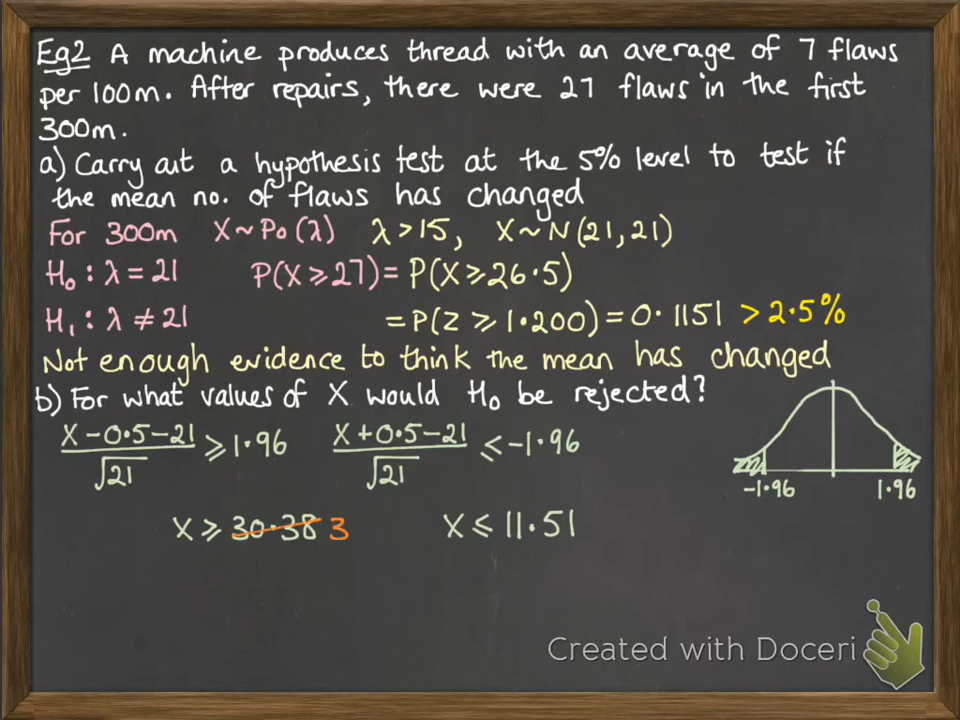 Eg2 A machine produces thread with an average of 7 flaws
per 100m. After repairs, there were 27 flaws in the first
300m.
a) Carry out a hypothesis test at the 5% level to test if
the mean no. of flaws has changed
For 300m X~Po(λ) λ>15, X~N(21,21)
H₀ : λ = 21 P(X≥27) = P(X≥26·5)
H₁ : λ ≠ 21 = P(Z ≥ 1·200) = 0·1151 > 2·5%
Not enough evidence to think the mean has changed
b) For what values of X would H₀ be rejected?
(X-0·5-21)/√21 ≥ 1·96 (X+0·5-21)/√21 ≤ -1·96
-1·96 1·96
X ≥ 30·38 3 X ≤ 11·51
Created with Doceri